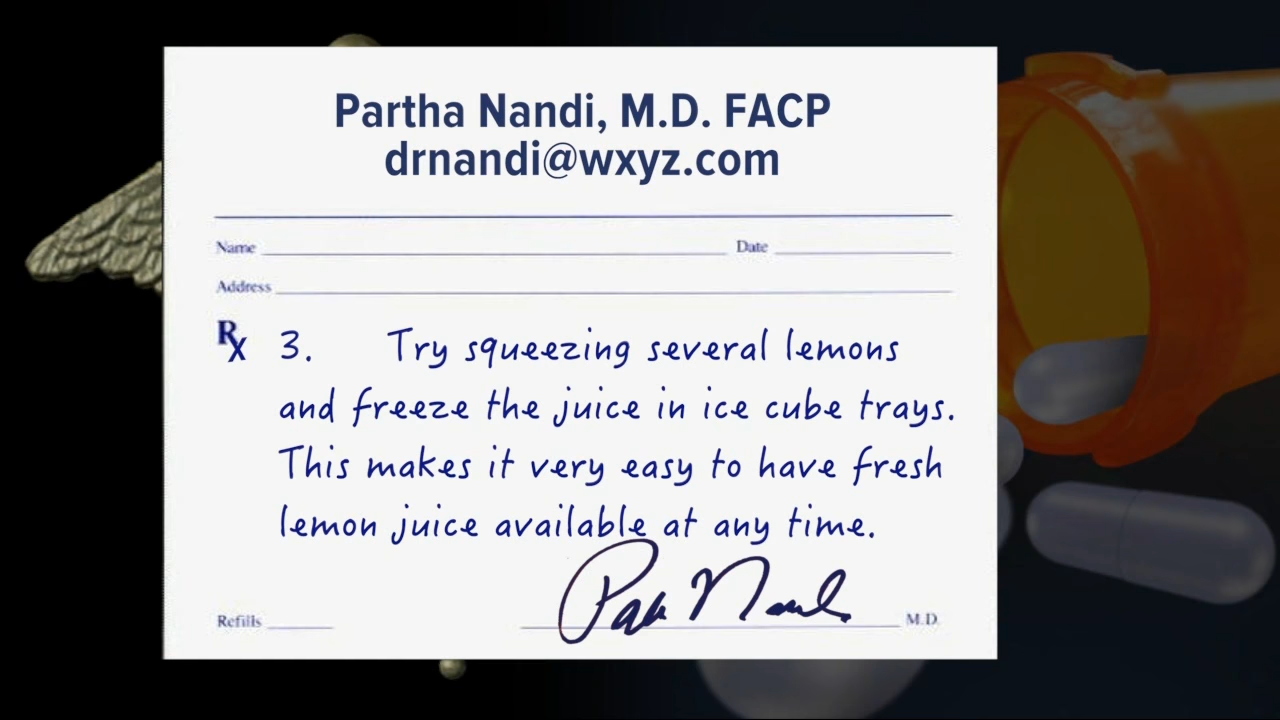 Partha Nandi, M.D. FACP
drnandi@wxyz.com
Name Date
Address
Rx 3. Try squeezing several lemons
and freeze the juice in ice cube trays.
This makes it very easy to have fresh
lemon juice available at any time.
Refills M.D.